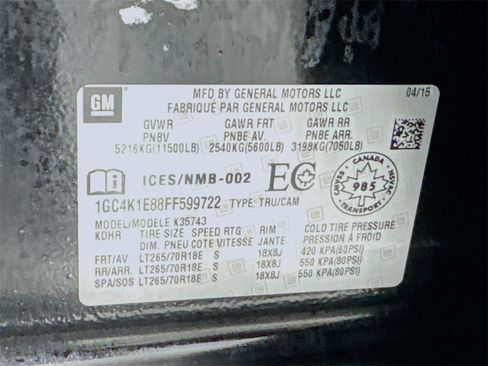 GM
MFD BY GENERAL MOTORS LLC
04/15
FABRIQUÉ PAR GENERAL MOTORS LLC
GVWR GAWR FRT GAWR RR
PNBV PNBE AV. PNBE ARR.
5216KG(11500LB) 2540KG(5600LB) 3198KG(7050LB)
ICES/NMB-002 EC
CANADA
CMVSS NSVAC
985
TRANSPORT
1GC4K1E88FF599722 TYPE: TRU/CAM
MODEL/MODELE K35743
KDHR TIRE SIZE SPEED RTG RIM COLD TIRE PRESSURE
DIM. PNEU COTE VITESSE JANTE PRESSION À FROID
FRT/AV. LT265/70R18E S 18X8J 420 KPA(60PSI)
RR/ARR. LT265/70R18E S 18X8J 550 KPA(80PSI)
SPA/SOS LT265/70R18E S 18X8J 550 KPA(80PSI)